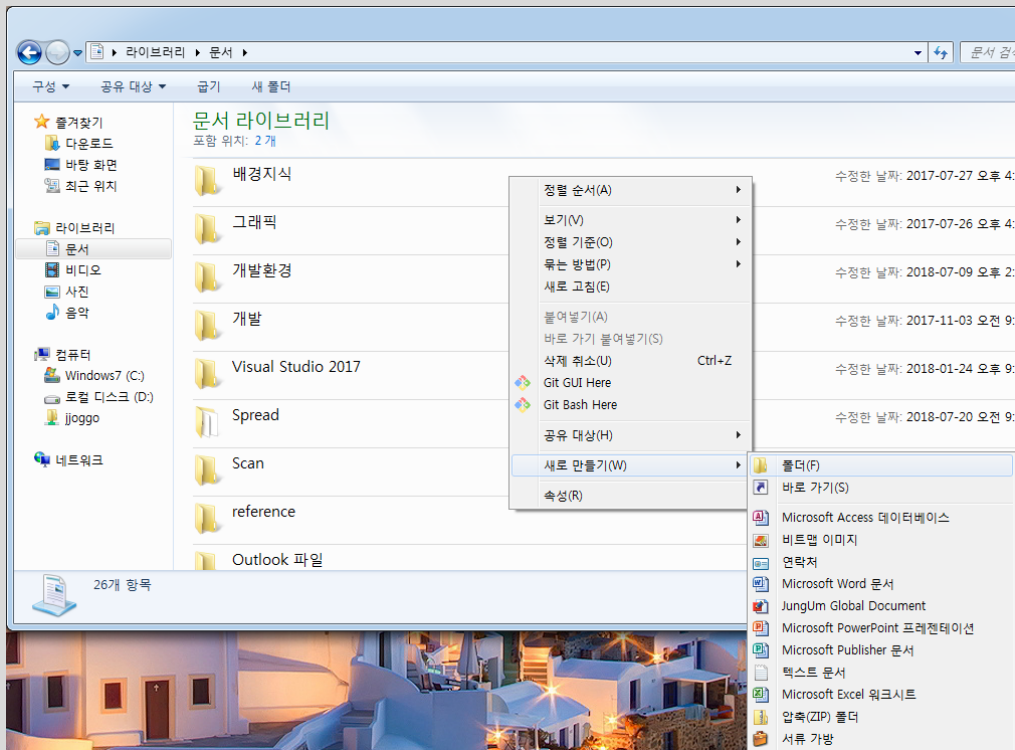 라이브러리 ▸ 문서 ▸
문서 검색
구성 공유 대상 굽기 새 폴더
즐겨찾기
다운로드
바탕 화면
최근 위치
라이브러리
문서
비디오
사진
음악
컴퓨터
Windows7 (C:)
로컬 디스크 (D:)
jjoggo
네트워크
문서 라이브러리
포함 위치: 2 개
배경지식 수정한 날짜: 2017-07-27 오후 4:
그래픽 수정한 날짜: 2017-07-26 오후 4:
개발환경 수정한 날짜: 2018-07-09 오후 2:
개발 수정한 날짜: 2017-11-03 오전 9:
Visual Studio 2017 수정한 날짜: 2018-01-24 오후 9:
Spread 수정한 날짜: 2018-07-20 오전 9:
Scan
reference
Outlook 파일
26개 항목
정렬 순서(A)
보기(V)
정렬 기준(O)
묶는 방법(P)
새로 고침(E)
붙여넣기(A)
바로 가기 붙여넣기(S)
삭제 취소(U) Ctrl+Z
Git GUI Here
Git Bash Here
공유 대상(H)
새로 만들기(W)
속성(R)
폴더(F)
바로 가기(S)
Microsoft Access 데이터베이스
비트맵 이미지
연락처
Microsoft Word 문서
JungUm Global Document
Microsoft PowerPoint 프레젠테이션
Microsoft Publisher 문서
텍스트 문서
Microsoft Excel 워크시트
압축(ZIP) 폴더
서류 가방